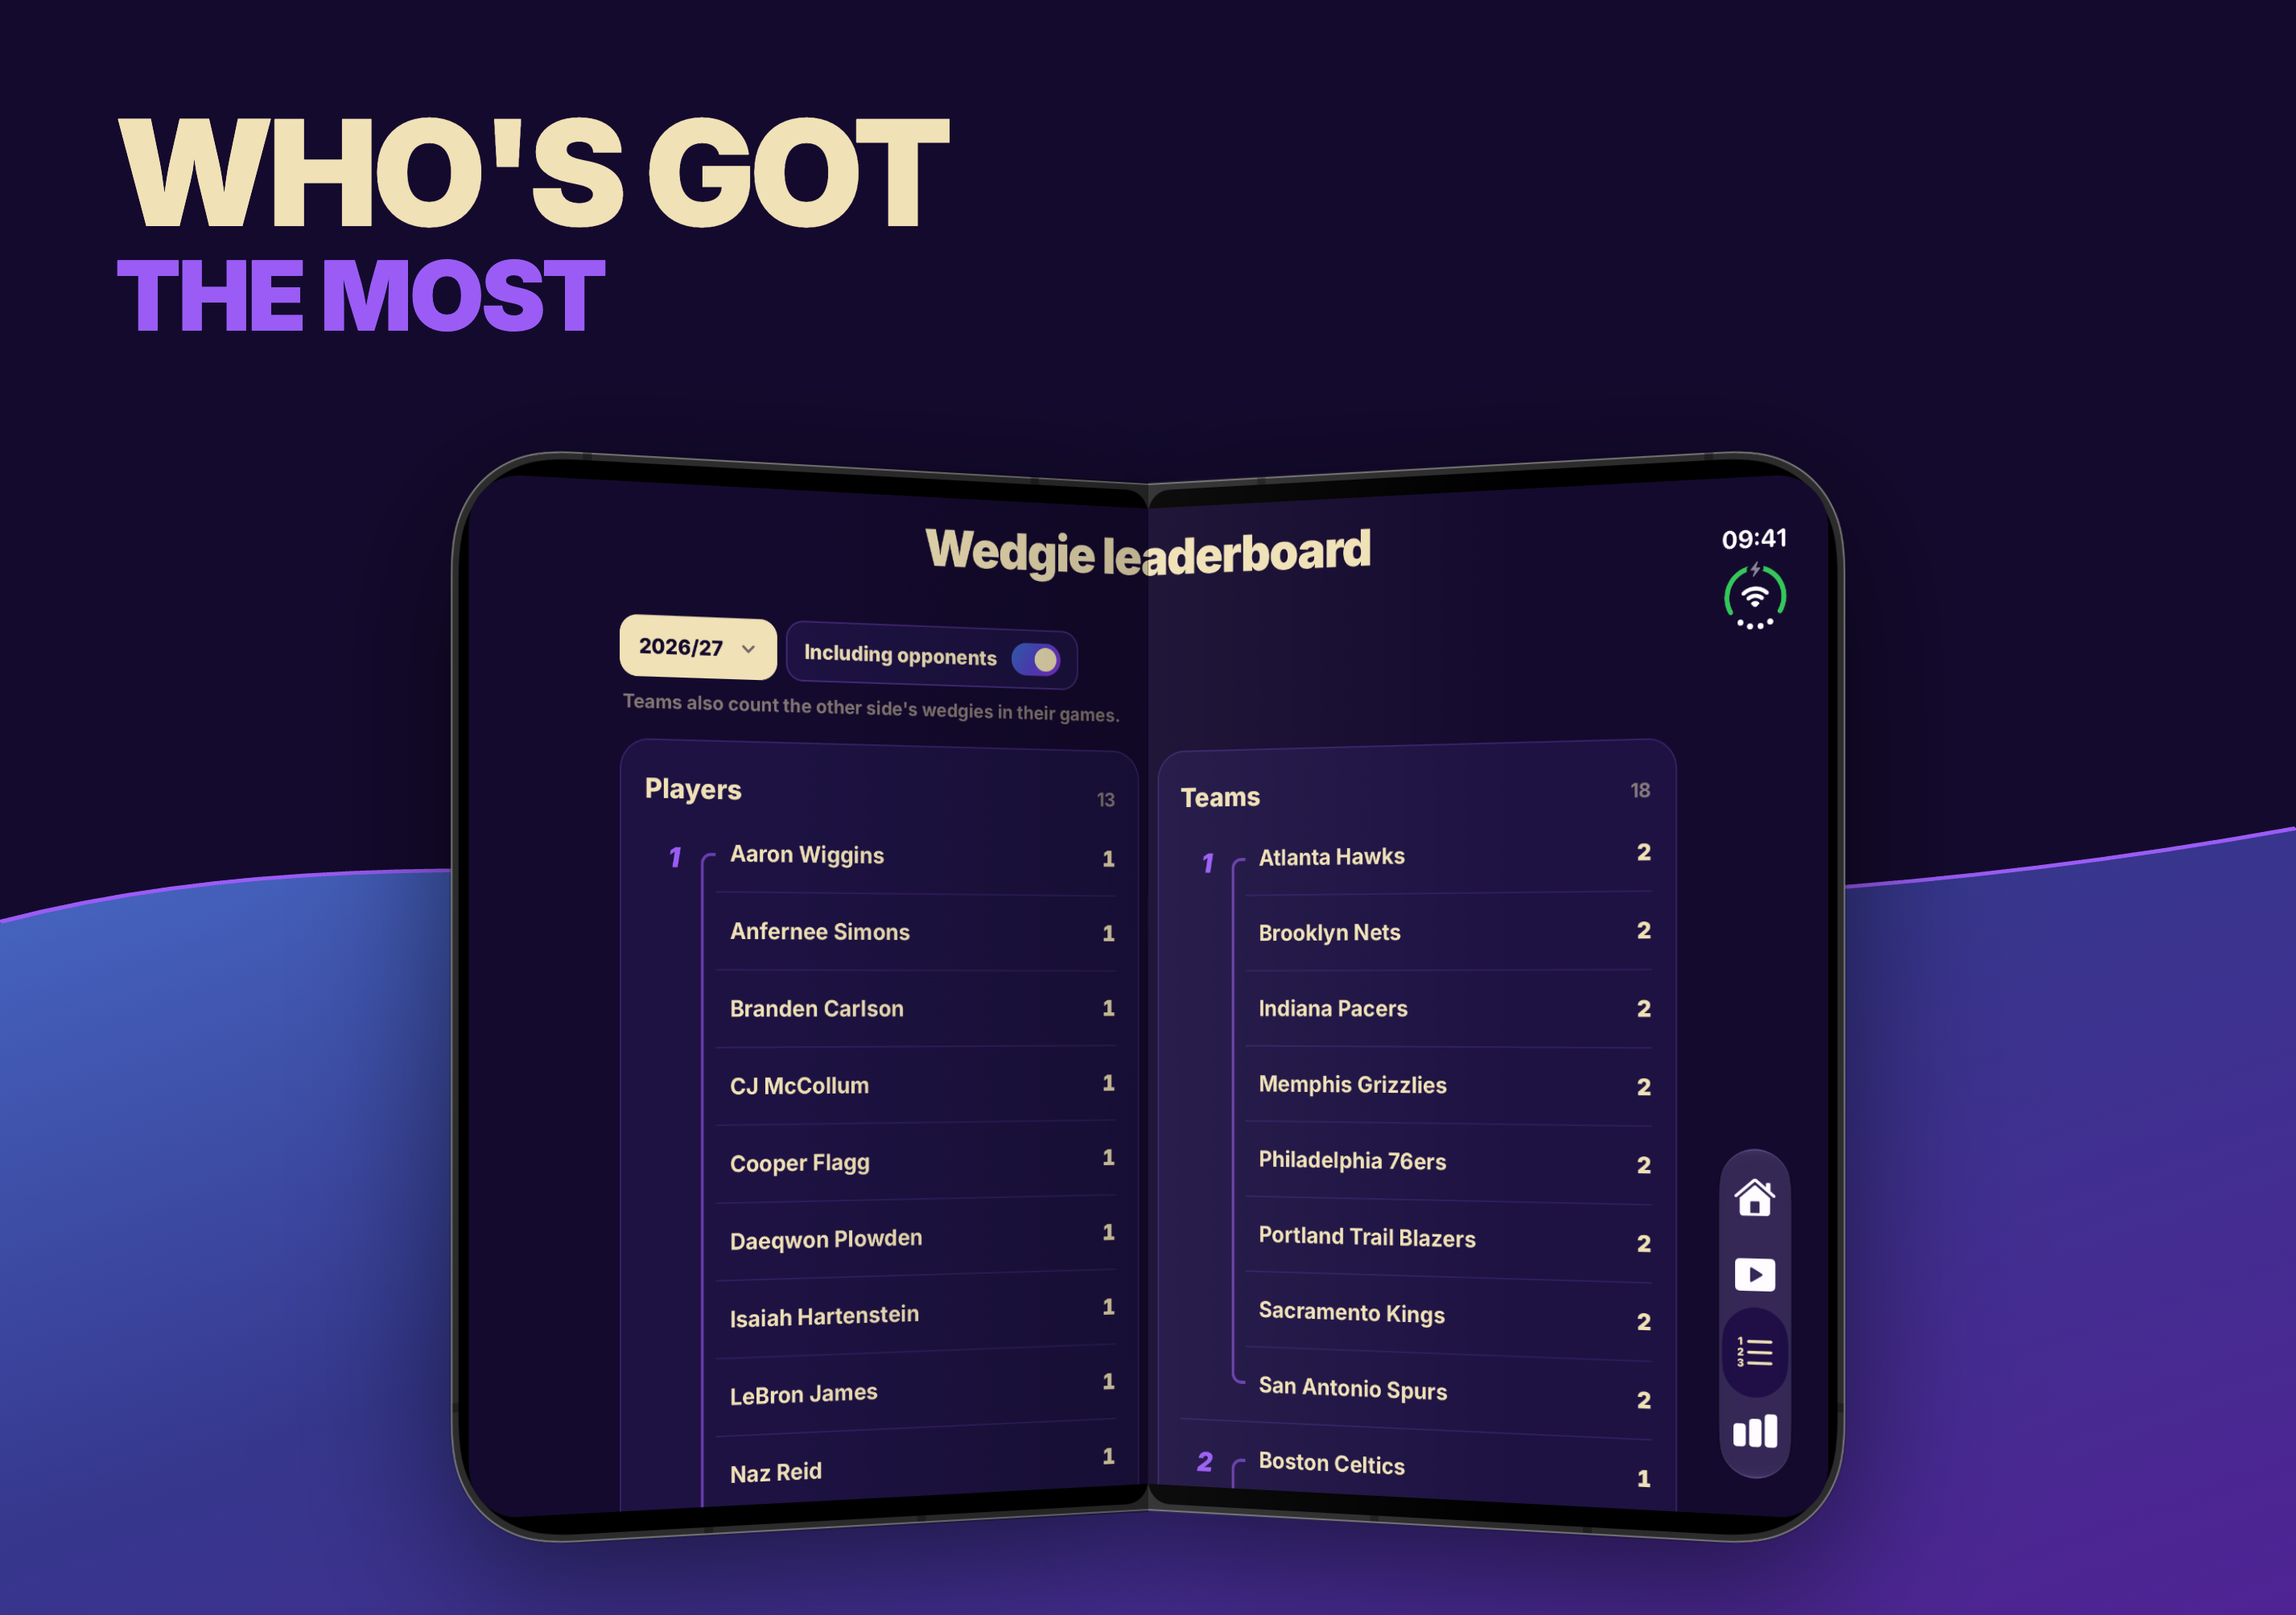 WHO'S GOT
THE MOST
Wedgie leaderboard
09:41
2026/27
Including opponents
Teams also count the other side's wedgies in their games.
Players
13
1
Aaron Wiggins
1
Anfernee Simons
1
Branden Carlson
1
CJ McCollum
1
Cooper Flagg
1
Daeqwon Plowden
1
Isaiah Hartenstein
1
LeBron James
1
Naz Reid
1
Teams
18
1
Atlanta Hawks
2
Brooklyn Nets
2
Indiana Pacers
2
Memphis Grizzlies
2
Philadelphia 76ers
2
Portland Trail Blazers
2
Sacramento Kings
2
San Antonio Spurs
2
2
Boston Celtics
1
1
2
3